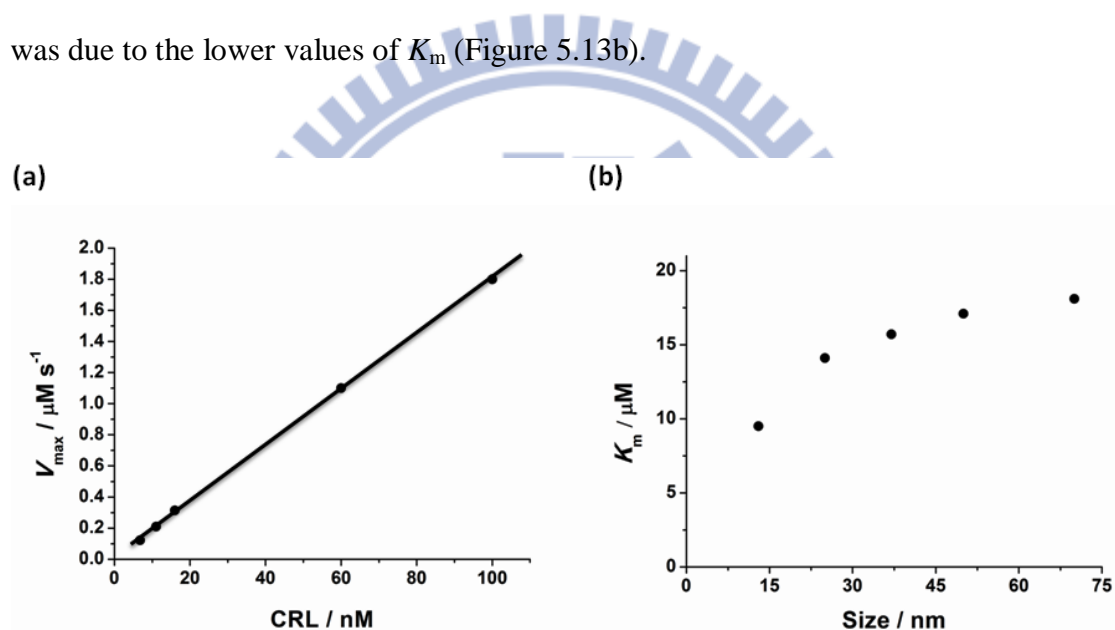 was due to the lower values of Km (Figure 5.13b).
(a)
(b)
2.0
1.8
1.6
1.4
1.2
1.0
0.8
0.6
0.4
0.2
0.0
Vmax / μM s-1
0 20 40 60 80 100
CRL / nM
20
15
10
5
0
Km / μM
0 15 30 45 60 75
Size / nm